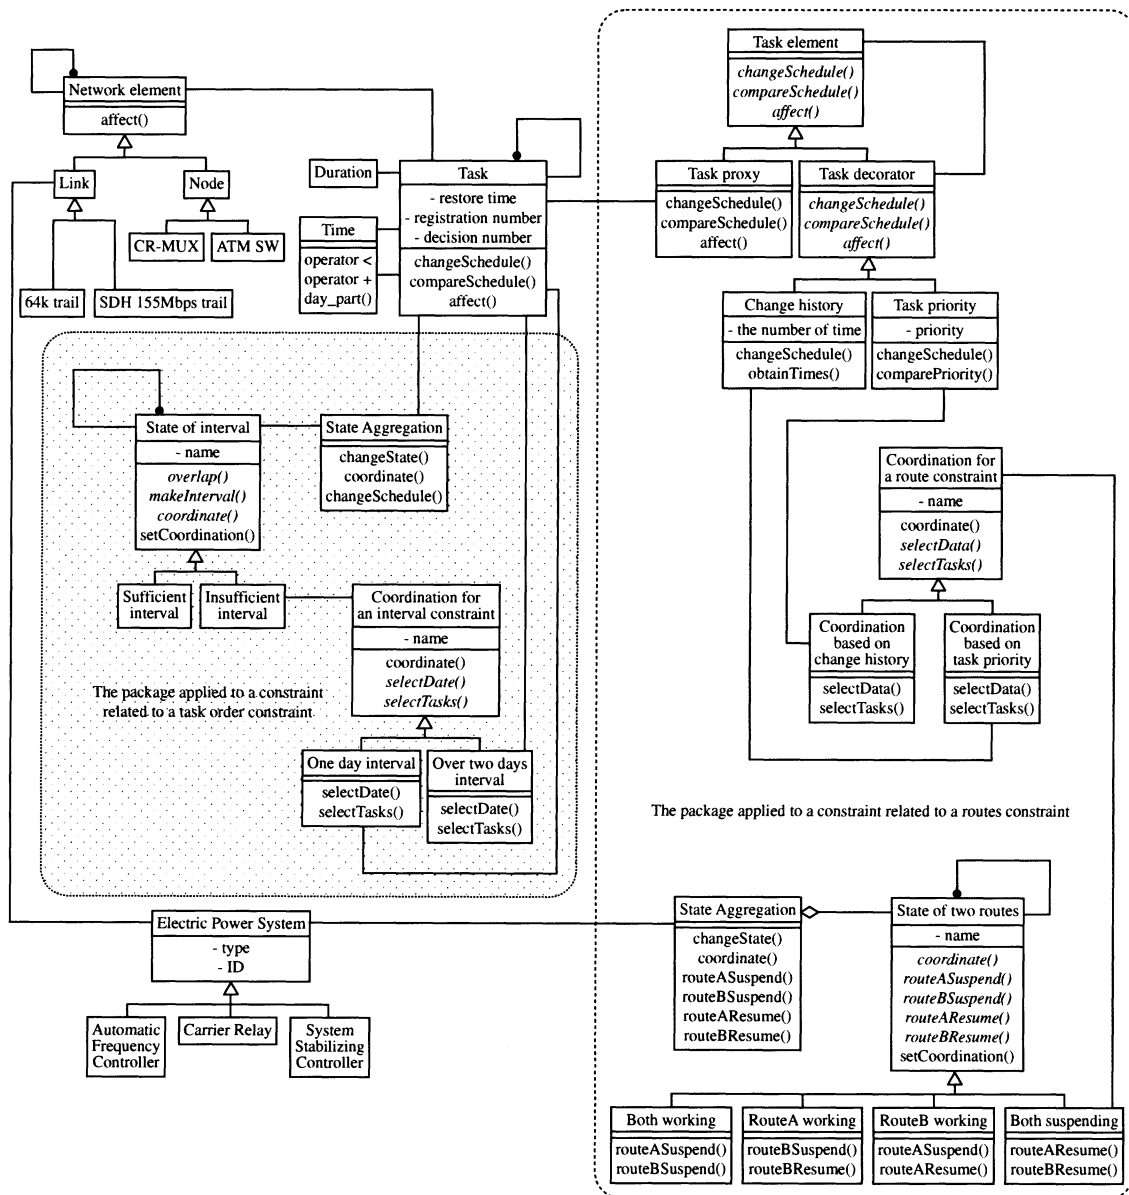 Network element
affect()
Link
Node
CR-MUX
ATM SW
64k trail
SDH 155Mbps trail
Duration
Time
operator <
operator +
day_part()
Task
- restore time
- registration number
- decision number
changeSchedule()
compareSchedule()
affect()
Task element
changeSchedule()
compareSchedule()
affect()
Task proxy
changeSchedule()
compareSchedule()
affect()
Task decorator
changeSchedule()
compareSchedule()
affect()
Change history
- the number of time
changeSchedule()
obtainTimes()
Task priority
- priority
changeSchedule()
comparePriority()
State of interval
- name
overlap()
makeInterval()
coordinate()
setCoordination()
State Aggregation
changeState()
coordinate()
changeSchedule()
Sufficient
interval
Insufficient
interval
Coordination for
an interval constraint
- name
coordinate()
selectDate()
selectTasks()
The package applied to a constraint
related to a task order constraint
One day interval
selectDate()
selectTasks()
Over two days
interval
selectDate()
selectTasks()
Coordination for
a route constraint
- name
coordinate()
selectData()
selectTasks()
Coordination
based on
change history
selectData()
selectTasks()
Coordination
based on
task priority
selectData()
selectTasks()
The package applied to a constraint related to a routes constraint
Electric Power System
- type
- ID
Automatic
Frequency
Controller
Carrier Relay
System
Stabilizing
Controller
State Aggregation
changeState()
coordinate()
routeASuspend()
routeBSuspend()
routeAResume()
routeBResume()
State of two routes
- name
coordinate()
routeASuspend()
routeBSuspend()
routeAResume()
routeBResume()
setCoordination()
Both working
routeASuspend()
routeBSuspend()
RouteA working
routeBSuspend()
routeBResume()
RouteB working
routeASuspend()
routeAResume()
Both suspending
routeAResume()
routeBResume()